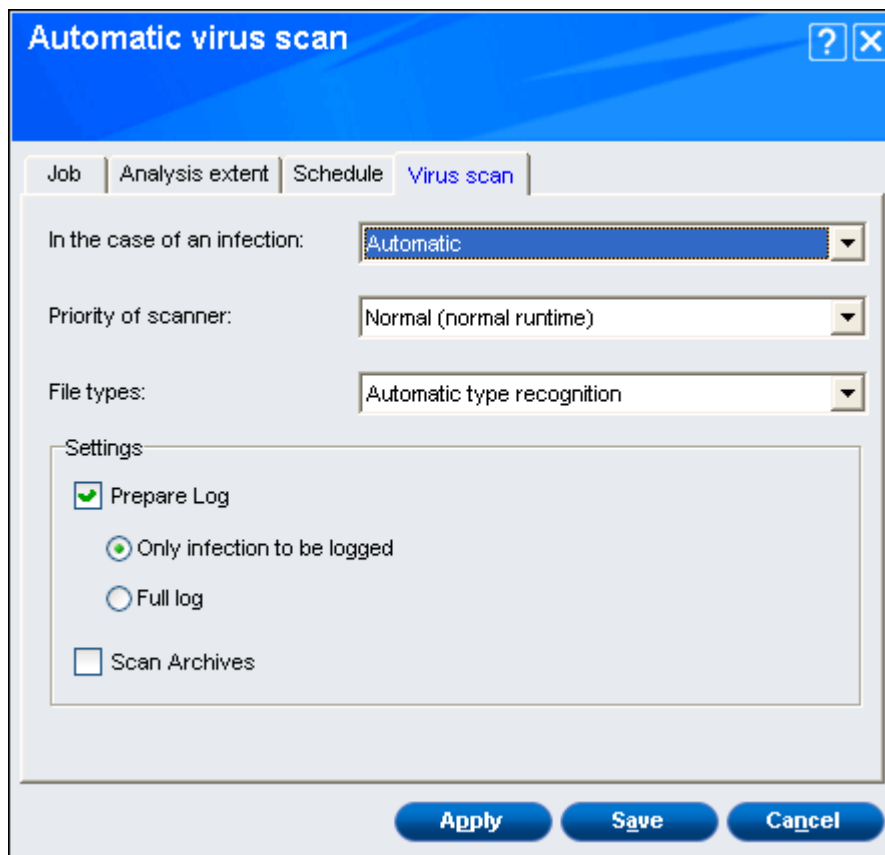 Automatic virus scan
Job Analysis extent Schedule Virus scan
In the case of an infection: Automatic
Priority of scanner: Normal (normal runtime)
File types: Automatic type recognition
Settings
Prepare Log
Only infection to be logged
Full log
Scan Archives
Apply Save Cancel